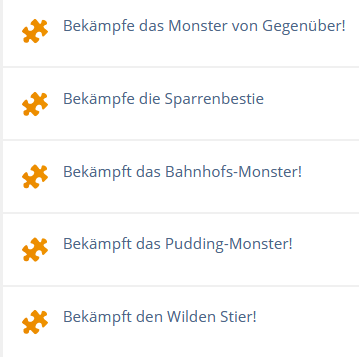 Bekämpfe das Monster von Gegenüber!
Bekämpfe die Sparrenbestie
Bekämpft das Bahnhofs-Monster!
Bekämpft das Pudding-Monster!
Bekämpft den Wilden Stier!